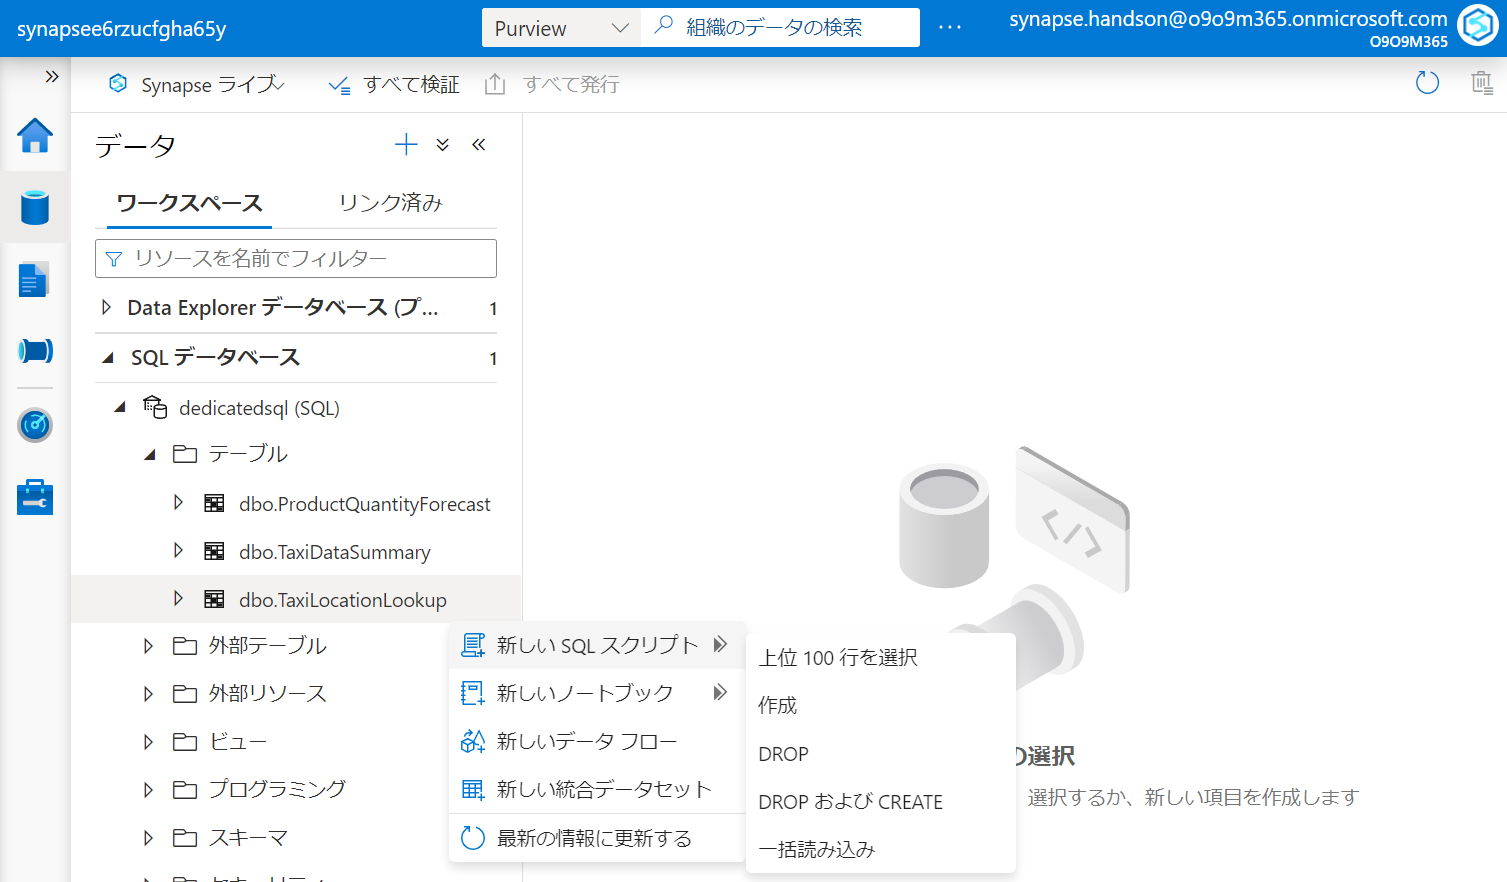 synapsee6rzucfgha65y
Purview
組織のデータの検索
synapse.handson@o9o9m365.onmicrosoft.com
O9O9M365
Synapse ライブ
すべて検証
すべて発行
データ
ワークスペース
リンク済み
リソースを名前でフィルター
Data Explorer データベース (プ... 1
SQL データベース 1
dedicatedsql (SQL)
テーブル
dbo.ProductQuantityForecast
dbo.TaxiDataSummary
dbo.TaxiLocationLookup
外部テーブル
外部リソース
ビュー
プログラミング
スキーマ
新しい SQL スクリプト
新しいノートブック
新しいデータ フロー
新しい統合データセット
最新の情報に更新する
上位 100 行を選択
作成
DROP
DROP および CREATE
一括読み込み
の選択
選択するか、新しい項目を作成します